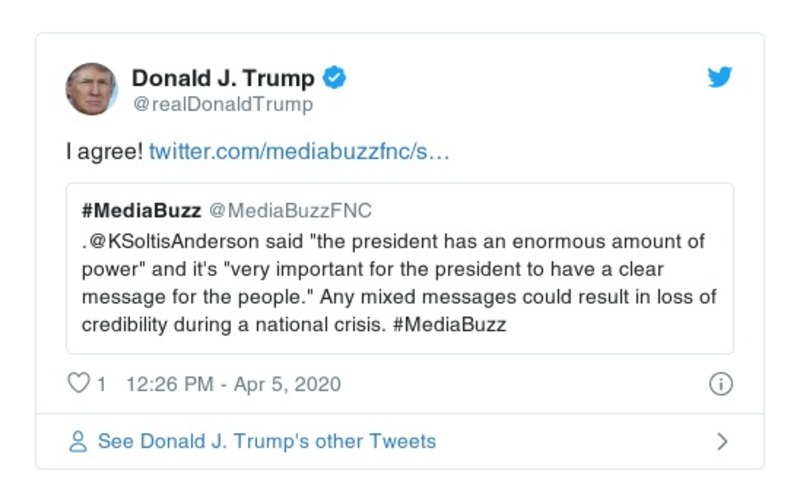 Donald J. Trump
@realDonaldTrump
I agree! twitter.com/mediabuzzfnc/s…
#MediaBuzz @MediaBuzzFNC
.@KSoltisAnderson said "the president has an enormous amount of
power" and it's "very important for the president to have a clear
message for the people." Any mixed messages could result in loss of
credibility during a national crisis. #MediaBuzz
1 12:26 PM - Apr 5, 2020
See Donald J. Trump's other Tweets